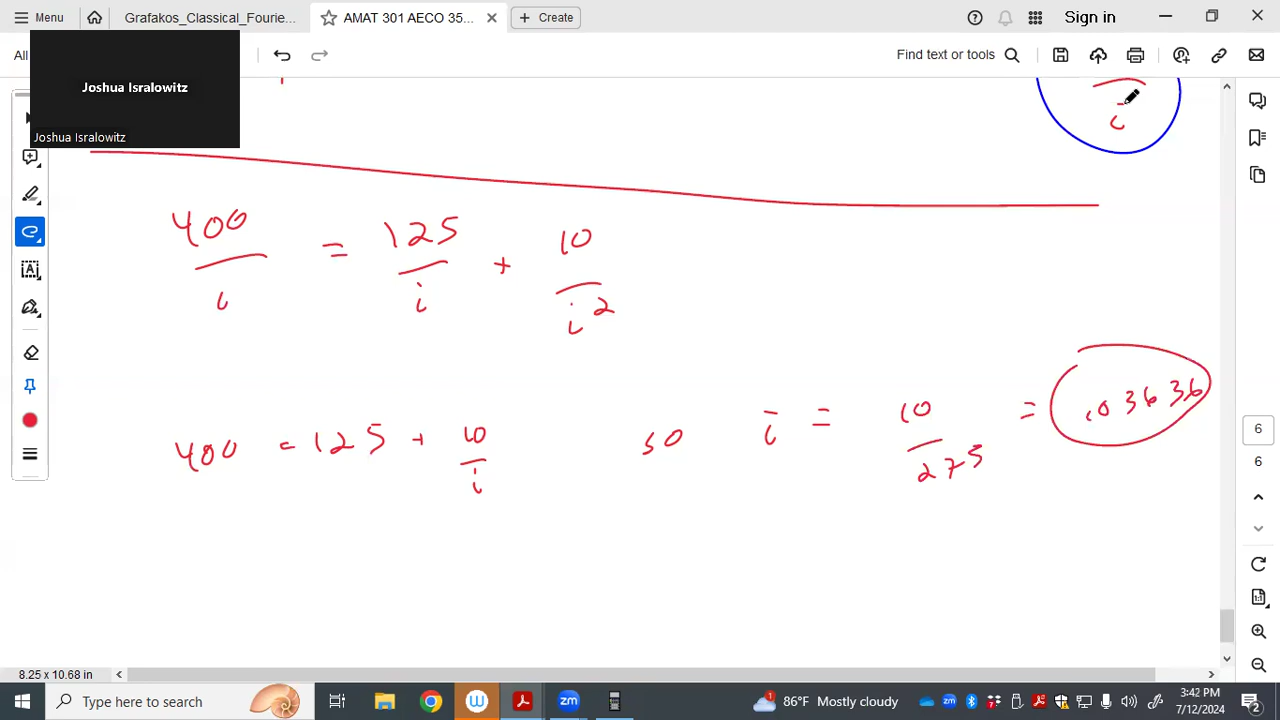 Menu
Grafakos_Classical_Fourie...
AMAT 301 AECO 35...
Create
Sign in
All
Find text or tools
Joshua Isralowitz
Joshua Isralowitz
i
400/i = 125/i + 10/i²
400 = 125 + 10/i so i = 10/275 = .03636
6
6
8.25 x 10.68 in
Type here to search
86°F Mostly cloudy
3:42 PM
7/12/2024